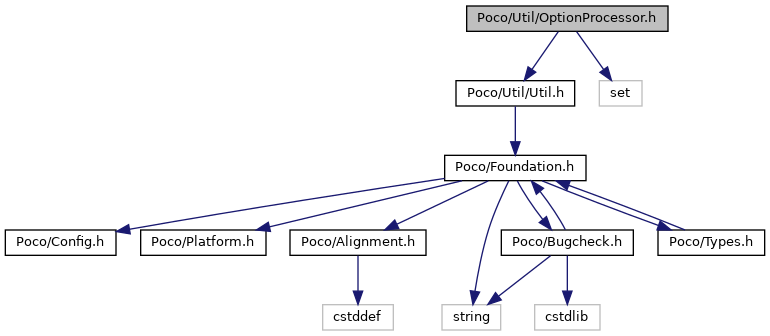 Poco/Util/OptionProcessor.h
Poco/Util/Util.h
set
Poco/Foundation.h
Poco/Config.h
Poco/Platform.h
Poco/Alignment.h
Poco/Bugcheck.h
Poco/Types.h
cstddef
string
cstdlib